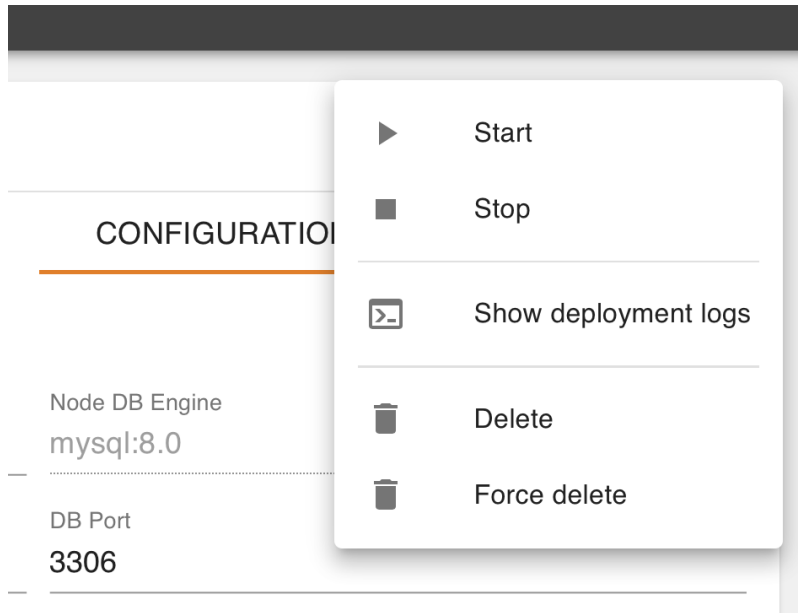 Start
Stop
CONFIGURATIO
Show deployment logs
Node DB Engine
mysql:8.0
Delete
Force delete
DB Port
3306